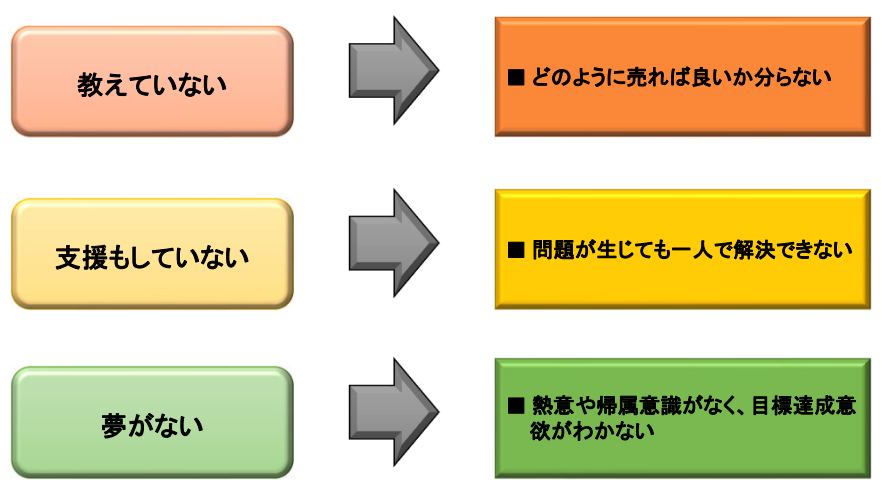 教えていない
■ どのように売れば良いか分らない
支援もしていない
■ 問題が生じても一人で解決できない
夢がない
■ 熱意や帰属意識がなく、目標達成意
欲がわかない